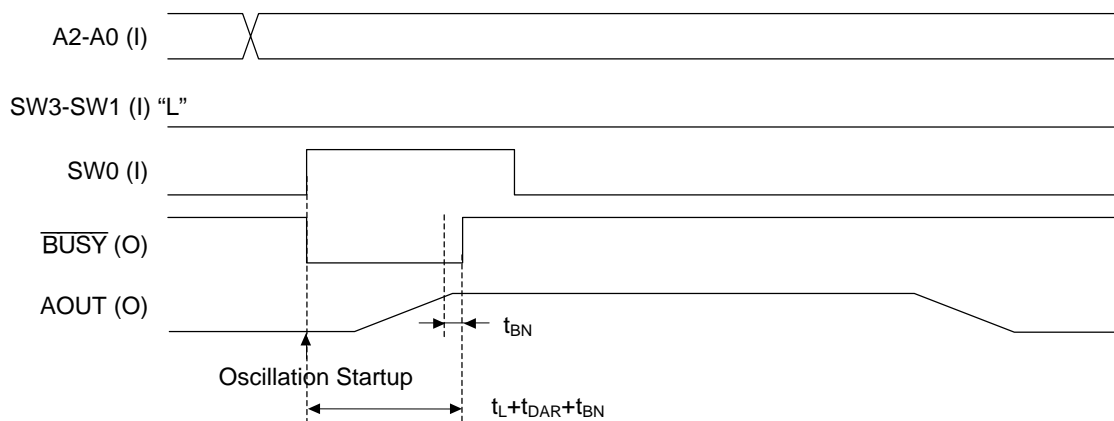 A2-A0 (I)
SW3-SW1 (I) “L”
SW0 (I)
BUSY (O)
AOUT (O)
tBN
Oscillation Startup
tL+tDAR+tBN